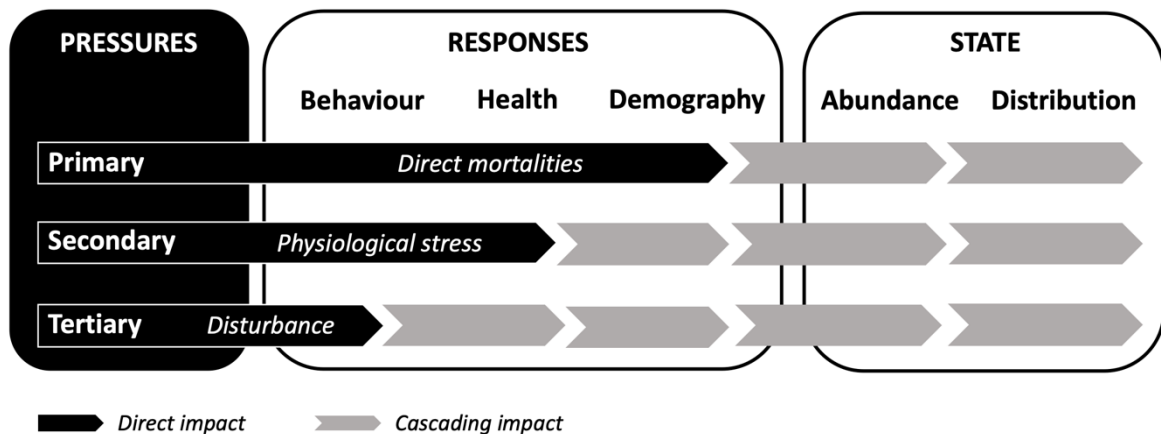 PRESSURES RESPONSES STATE
Behaviour Health Demography Abundance Distribution
Primary Direct mortalities
Secondary Physiological stress
Tertiary Disturbance
Direct impact Cascading impact